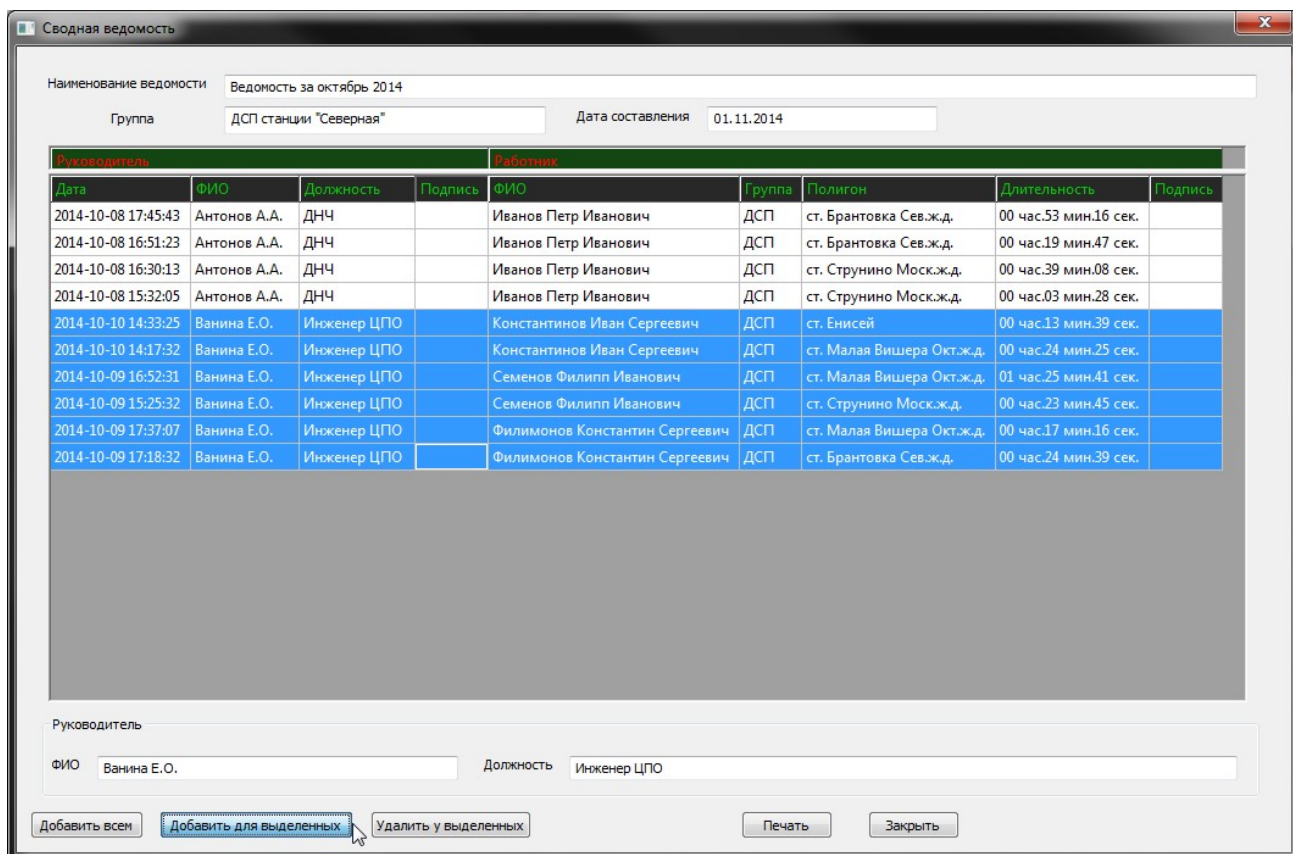 Сводная ведомость
Наименование ведомости Ведомость за октябрь 2014
Группа ДСП станции "Северная" Дата составления 01.11.2014
Руководитель Работник
Дата ФИО Должность Подпись ФИО Группа Полигон Длительность Подпись
2014-10-08 17:45:43 Антонов А.А. ДНЧ Иванов Петр Иванович ДСП ст. Брантовка Сев.ж.д. 00 час.53 мин.16 сек.
2014-10-08 16:51:23 Антонов А.А. ДНЧ Иванов Петр Иванович ДСП ст. Брантовка Сев.ж.д. 00 час.19 мин.47 сек.
2014-10-08 16:30:13 Антонов А.А. ДНЧ Иванов Петр Иванович ДСП ст. Струнино Моск.ж.д. 00 час.39 мин.08 сек.
2014-10-08 15:32:05 Антонов А.А. ДНЧ Иванов Петр Иванович ДСП ст. Струнино Моск.ж.д. 00 час.03 мин.28 сек.
2014-10-10 14:33:25 Ванина Е.О. Инженер ЦПО Константинов Иван Сергеевич ДСП ст. Енисей 00 час.13 мин.39 сек.
2014-10-10 14:17:32 Ванина Е.О. Инженер ЦПО Константинов Иван Сергеевич ДСП ст. Малая Вишера Окт.ж.д. 00 час.24 мин.25 сек.
2014-10-09 16:52:31 Ванина Е.О. Инженер ЦПО Семенов Филипп Иванович ДСП ст. Малая Вишера Окт.ж.д. 01 час.25 мин.41 сек.
2014-10-09 15:25:32 Ванина Е.О. Инженер ЦПО Семенов Филипп Иванович ДСП ст. Струнино Моск.ж.д. 00 час.23 мин.45 сек.
2014-10-09 17:37:07 Ванина Е.О. Инженер ЦПО Филимонов Константин Сергеевич ДСП ст. Малая Вишера Окт.ж.д. 00 час.17 мин.16 сек.
2014-10-09 17:18:32 Ванина Е.О. Инженер ЦПО Филимонов Константин Сергеевич ДСП ст. Брантовка Сев.ж.д. 00 час.24 мин.39 сек.
Руководитель
ФИО Ванина Е.О. Должность Инженер ЦПО
Добавить всем Добавить для выделенных Удалить у выделенных Печать Закрыть